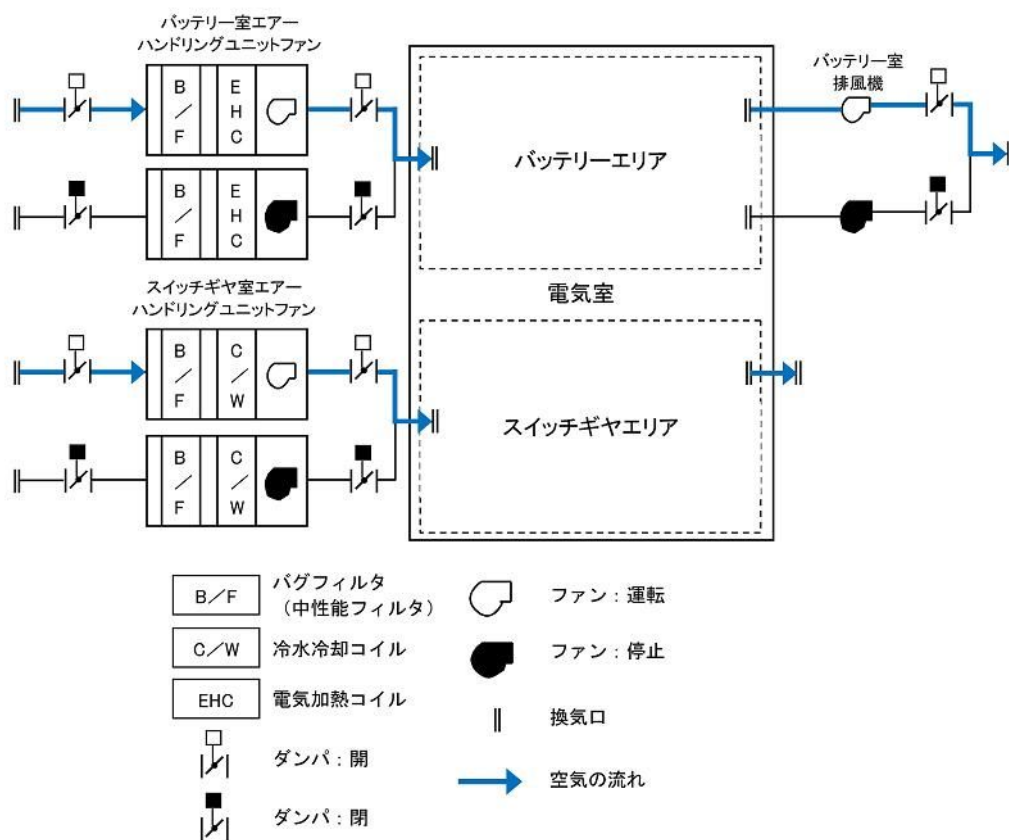 バッテリー室エアー
ハンドリングユニットファン
B/F
EHC
B/F
EHC
バッテリーエリア
バッテリー室
排風機
電気室
スイッチギヤ室エアー
ハンドリングユニットファン
B/F
C/W
B/F
C/W
スイッチギヤエリア
B/F
バグフィルタ
(中性能フィルタ)
C/W
冷水冷却コイル
EHC
電気加熱コイル
ダンパ:開
ダンパ:閉
ファン:運転
ファン:停止
換気口
空気の流れ